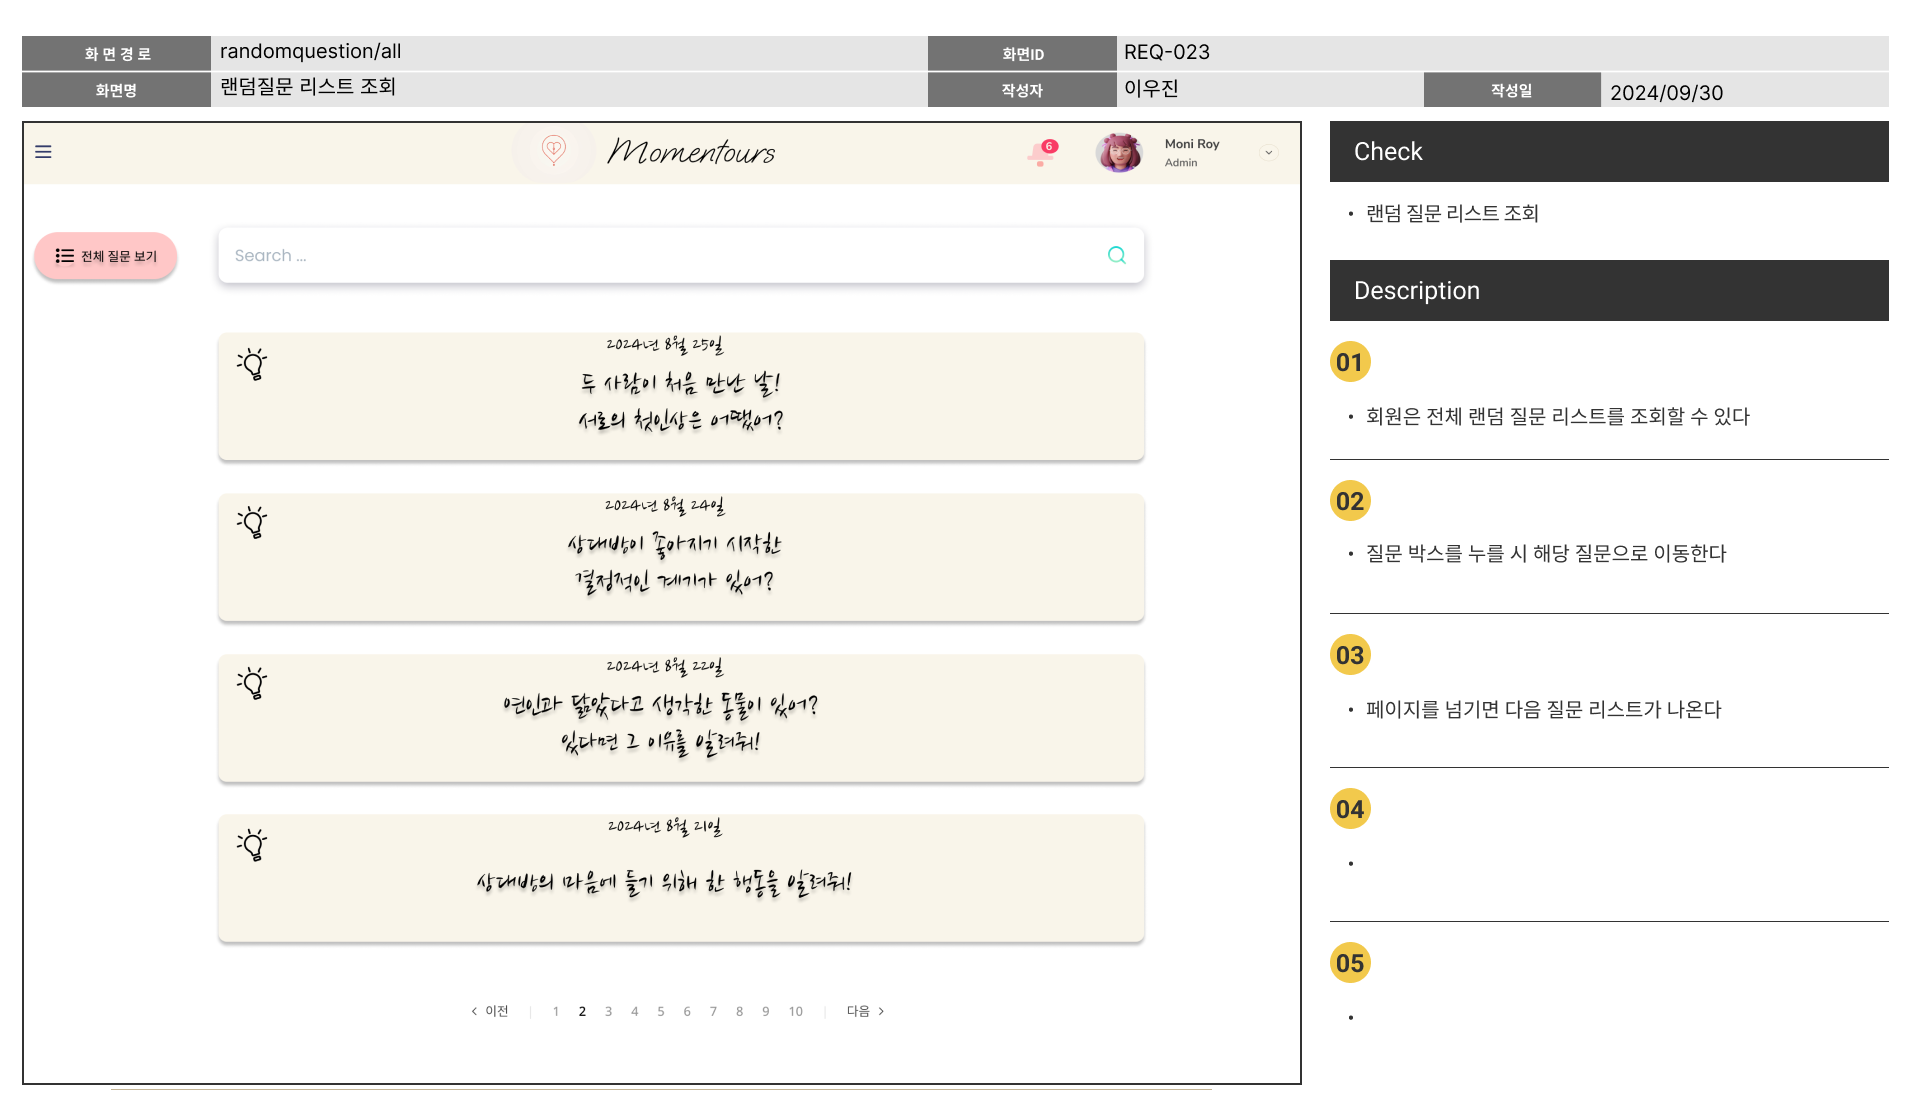 화 면 경 로
randomquestion/all
화면ID
REQ-023
화면명
랜덤질문 리스트 조회
작성자
이우진
작성일
2024/09/30
Momentours
6
Moni Roy
Admin
전체 질문 보기
Search ...
2024년 8월 25일
두 사람이 처음 만난 날!
서로의 첫인상은 어땠어?
2024년 8월 24일
상대방이 좋아지기 시작한
결정적인 계기가 있어?
2024년 8월 22일
연인과 닮았다고 생각한 동물이 있어?
있다면 그 이유를 알려줘!
2024년 8월 21일
상대방의 마음에 들기 위해 한 행동을 알려줘!
< 이전 | 1 2 3 4 5 6 7 8 9 10 | 다음 >
Check
• 랜덤 질문 리스트 조회
Description
01
• 회원은 전체 랜덤 질문 리스트를 조회할 수 있다
02
• 질문 박스를 누를 시 해당 질문으로 이동한다
03
• 페이지를 넘기면 다음 질문 리스트가 나온다
04
•
05
•